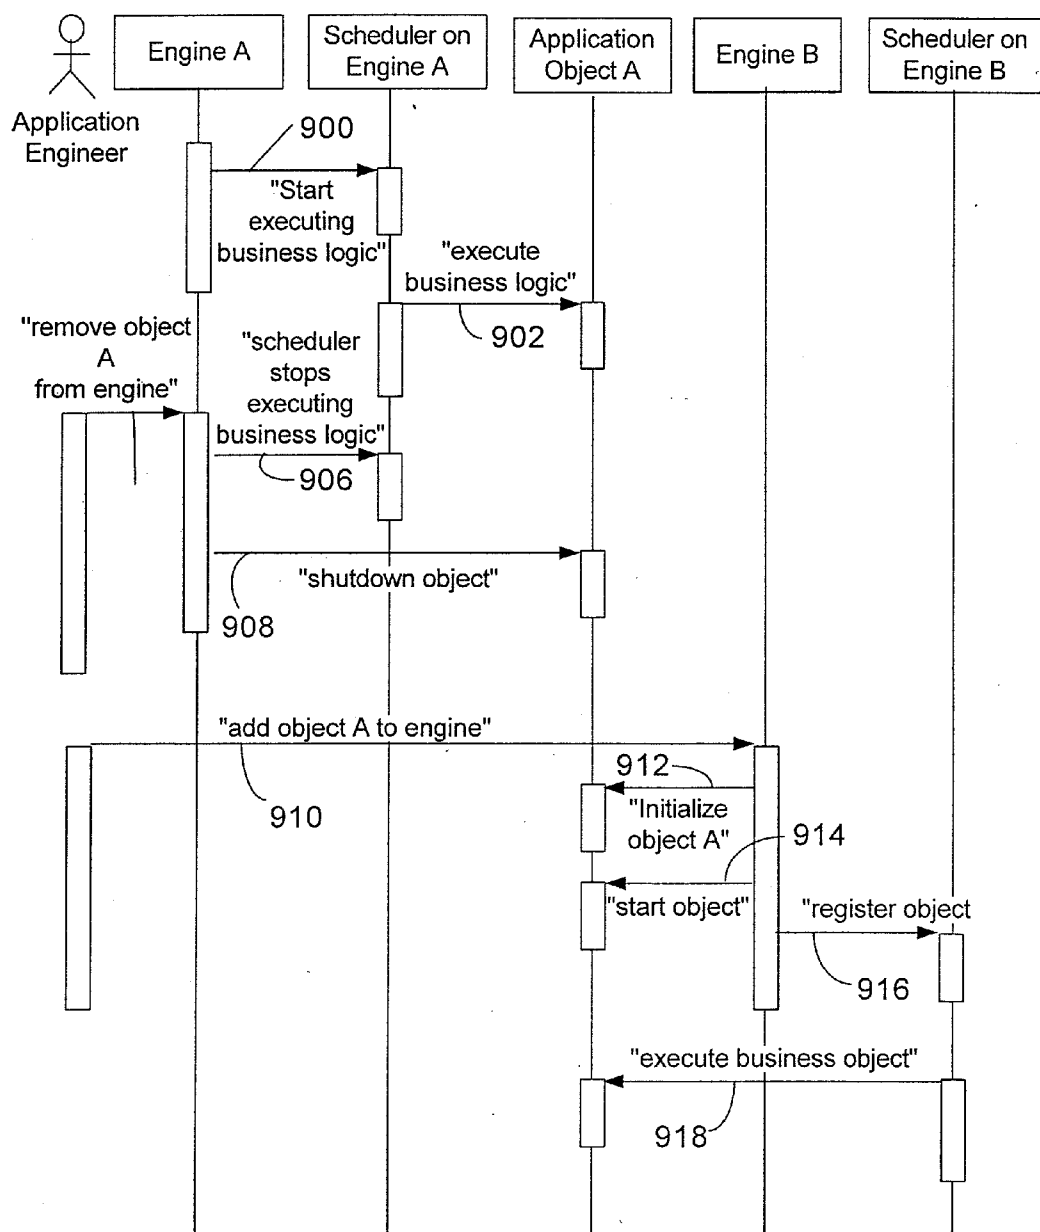 Engine A
Scheduler on
Engine A
Application
Object A
Engine B
Scheduler on
Engine B
Application
Engineer
900
"Start
executing
business logic"
"execute
business logic"
902
"remove object
A
from engine"
"scheduler
stops
executing
business logic"
906
"shutdown object"
908
"add object A to engine"
910
912
"Initialize
object A"
914
"start object"
"register object
916
"execute business object"
918